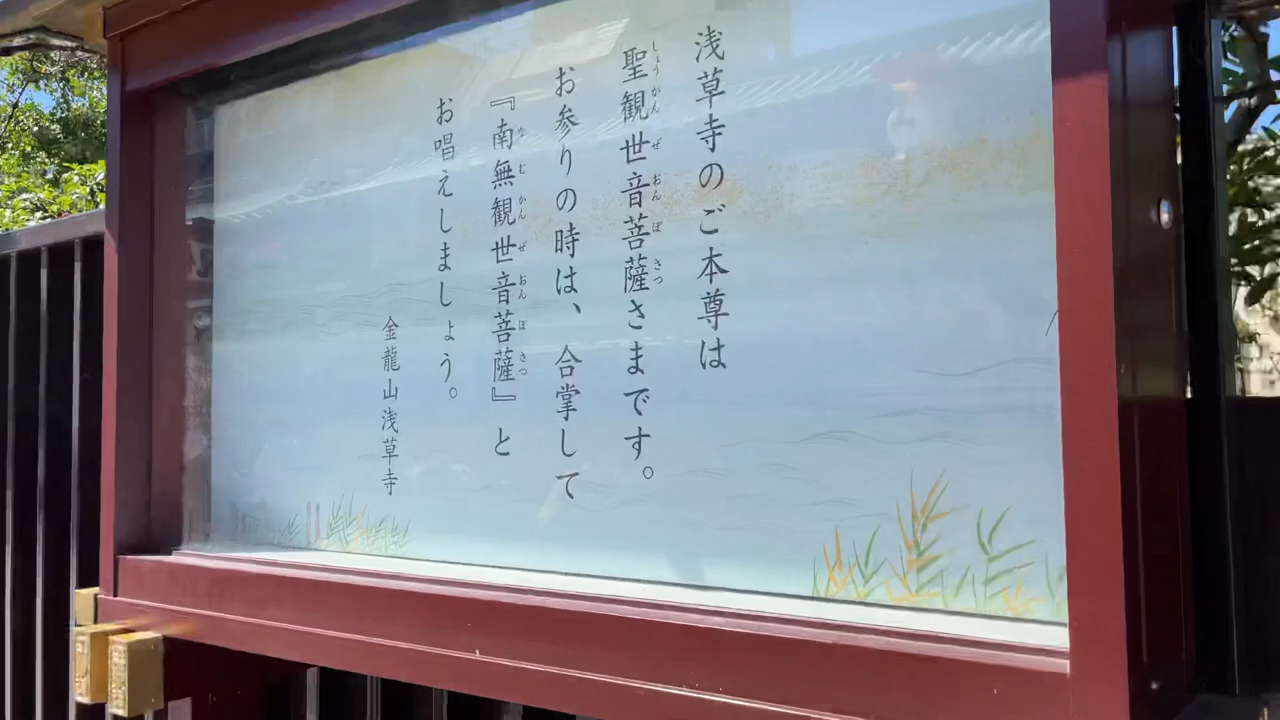 浅草寺のご本尊は
聖観世音菩薩さまです。
お参りの時は、合掌して
『南無観世音菩薩』と
お唱えしましょう。
金龍山浅草寺